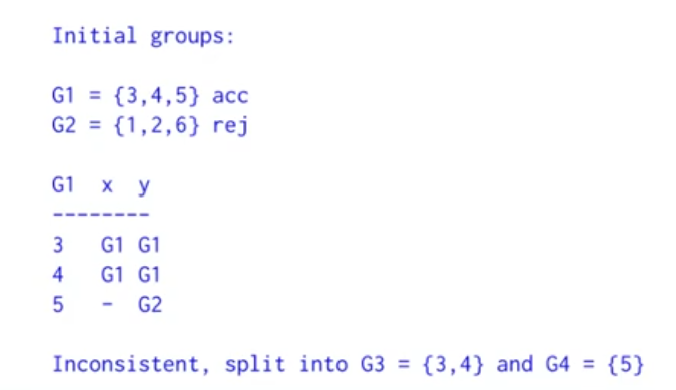 Initial groups:
G1 = {3,4,5} acc
G2 = {1,2,6} rej
G1 x y
--------
3 G1 G1
4 G1 G1
5 - G2
Inconsistent, split into G3 = {3,4} and G4 = {5}